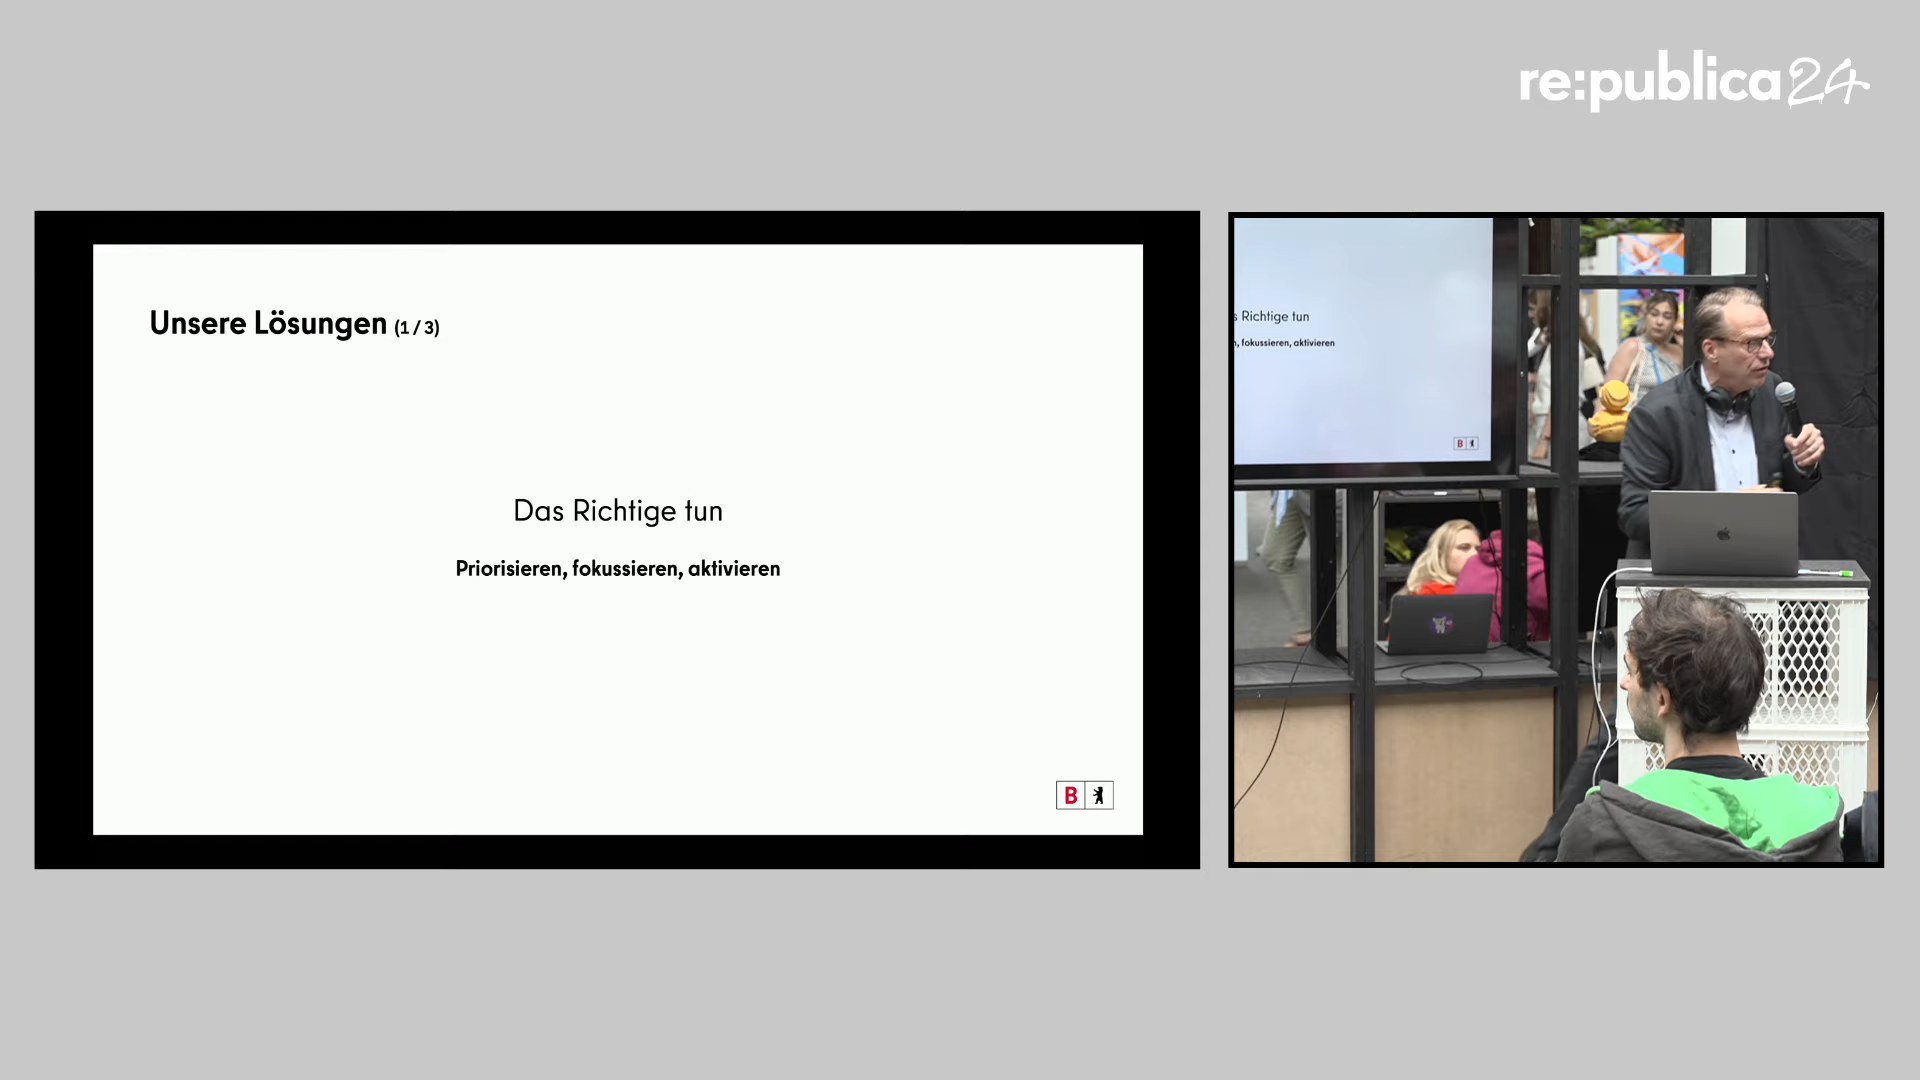 re:publica24
Unsere Lösungen (1 / 3)
Das Richtige tun
Priorisieren, fokussieren, aktivieren
B
Richtige tun
, fokussieren, aktivieren
B